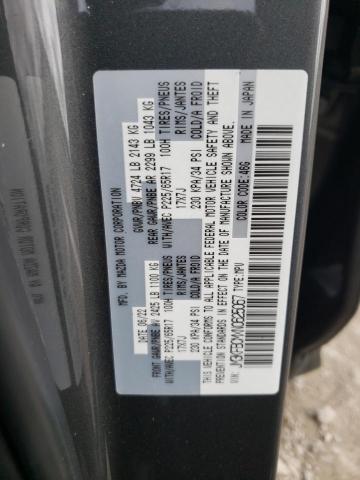 MFD. BY: MAZDA MOTOR CORPORATION
DATE: 06/22
GVWR/PNBV 4724 LB 2143 KG
FRONT GAWR/PNBE AV 2425 LB 1100 KG
REAR GAWR/PNBE AR 2299 LB 1043 KG
WITH/AVEC P225/65R17 100H TIRES/PNEUS
WITH/AVEC P225/65R17 100H TIRES/PNEUS
17X7J RIMS/JANTES
17X7J RIMS/JANTES
230 KPA/34 PSI COLD/A FROID
230 KPA/34 PSI COLD/A FROID
THIS VEHICLE CONFORMS TO ALL APPLICABLE FEDERAL MOTOR VEHICLE SAFETY AND THEFT
PREVENTION STANDARDS IN EFFECT ON THE DATE OF MANUFACTURE SHOWN ABOVE.
TYPE: MPV
COLOR CODE: 46G
MADE IN JAPAN